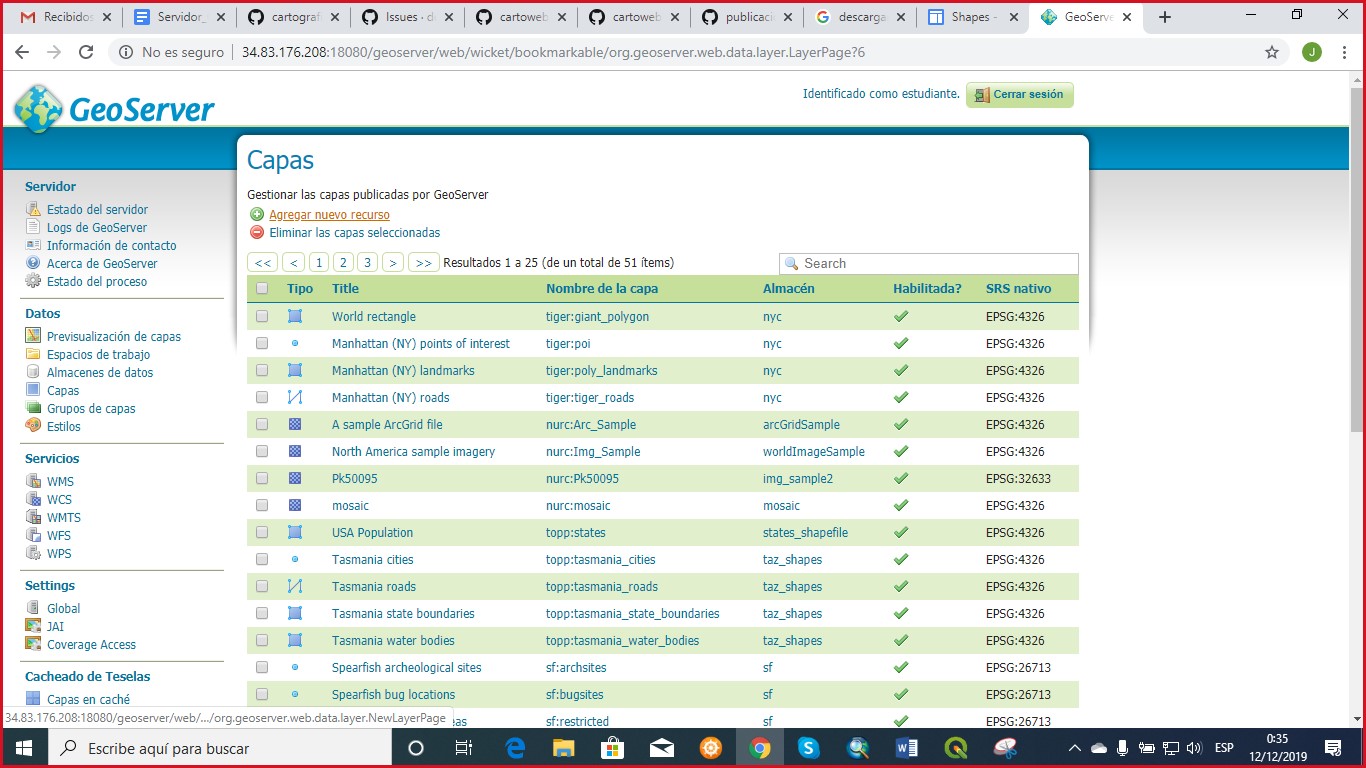 Recibidos
Servidor_
cartografi
Issues · di
cartoweb
cartoweb
publicaci
descarga
Shapes -
GeoServe
No es seguro 34.83.176.208:18080/geoserver/web/wicket/bookmarkable/org.geoserver.web.data.layer.LayerPage?6
J
GeoServer
Identificado como estudiante. Cerrar sesión
Servidor
Estado del servidor
Logs de GeoServer
Información de contacto
Acerca de GeoServer
Estado del proceso
Datos
Previsualización de capas
Espacios de trabajo
Almacenes de datos
Capas
Grupos de capas
Estilos
Servicios
WMS
WCS
WMTS
WFS
WPS
Settings
Global
JAI
Coverage Access
Cacheado de Teselas
Capas en caché
Capas
Gestionar las capas publicadas por GeoServer
Agregar nuevo recurso
Eliminar las capas seleccionadas
<< < 1 2 3 > >> Resultados 1 a 25 (de un total de 51 ítems) Search
Tipo Title Nombre de la capa Almacén Habilitada? SRS nativo
World rectangle tiger:giant_polygon nyc EPSG:4326
Manhattan (NY) points of interest tiger:poi nyc EPSG:4326
Manhattan (NY) landmarks tiger:poly_landmarks nyc EPSG:4326
Manhattan (NY) roads tiger:tiger_roads nyc EPSG:4326
A sample ArcGrid file nurc:Arc_Sample arcGridSample EPSG:4326
North America sample imagery nurc:Img_Sample worldImageSample EPSG:4326
Pk50095 nurc:Pk50095 img_sample2 EPSG:32633
mosaic nurc:mosaic mosaic EPSG:4326
USA Population topp:states states_shapefile EPSG:4326
Tasmania cities topp:tasmania_cities taz_shapes EPSG:4326
Tasmania roads topp:tasmania_roads taz_shapes EPSG:4326
Tasmania state boundaries topp:tasmania_state_boundaries taz_shapes EPSG:4326
Tasmania water bodies topp:tasmania_water_bodies taz_shapes EPSG:4326
Spearfish archeological sites sf:archsites sf EPSG:26713
Spearfish bug locations sf:bugsites sf EPSG:26713
eas sf:restricted sf EPSG:26713
34.83.176.208:18080/geoserver/web/.../org.geoserver.web.data.layer.NewLayerPage
Escribe aquí para buscar
ESP
0:35
12/12/2019